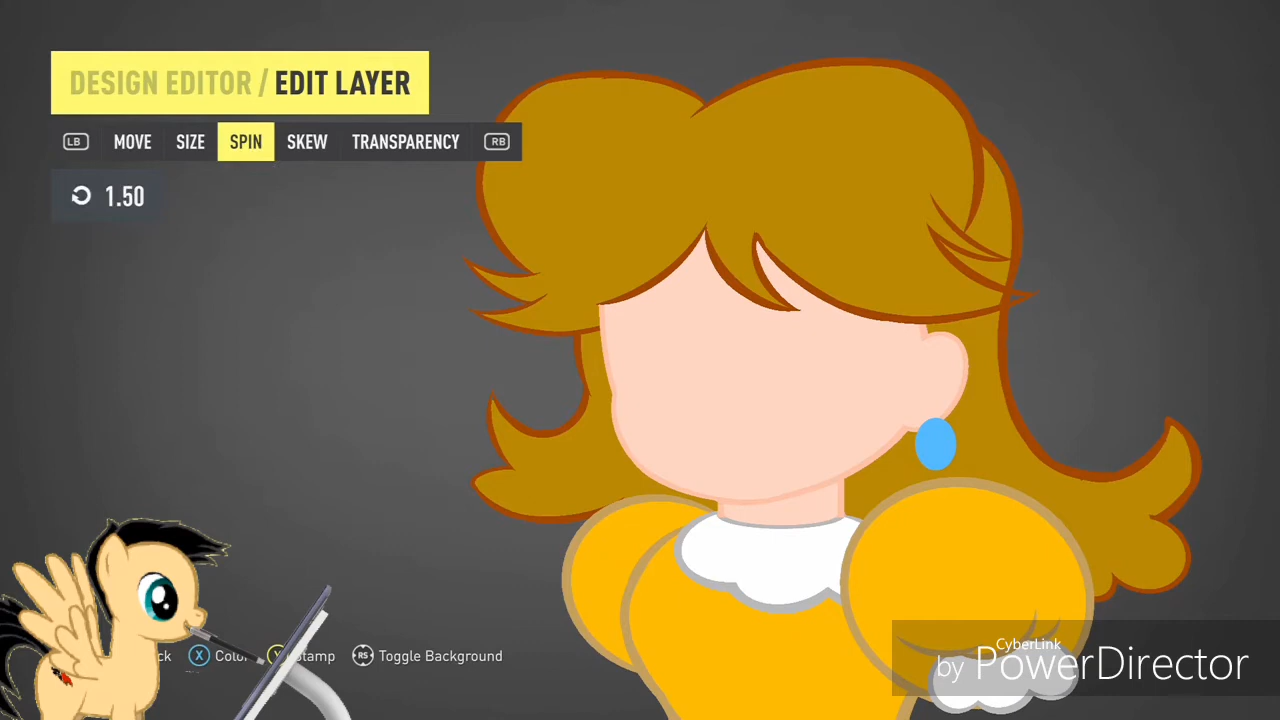 DESIGN EDITOR / EDIT LAYER
LB MOVE SIZE SPIN SKEW TRANSPARENCY RB
1.50
X RS Toggle Background
CyberLink
by PowerDirector